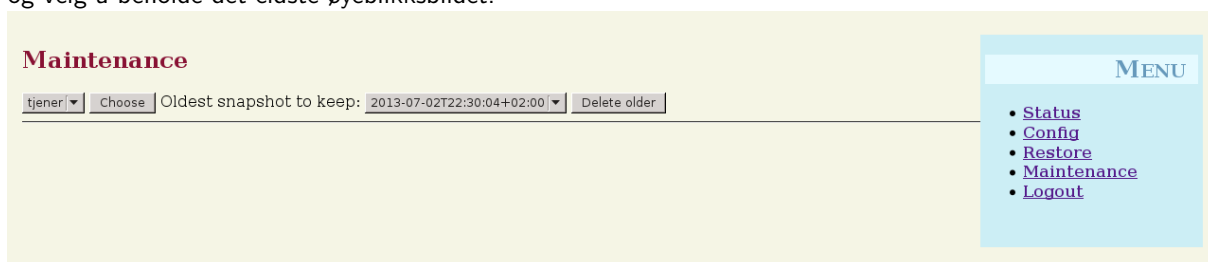 og velg å beholde det eldste øyeblikksbildet.
Maintenance
tjener Choose Oldest snapshot to keep: 2013-07-02T22:30:04+02:00 Delete older
MENU
• Status
• Config
• Restore
• Maintenance
• Logout